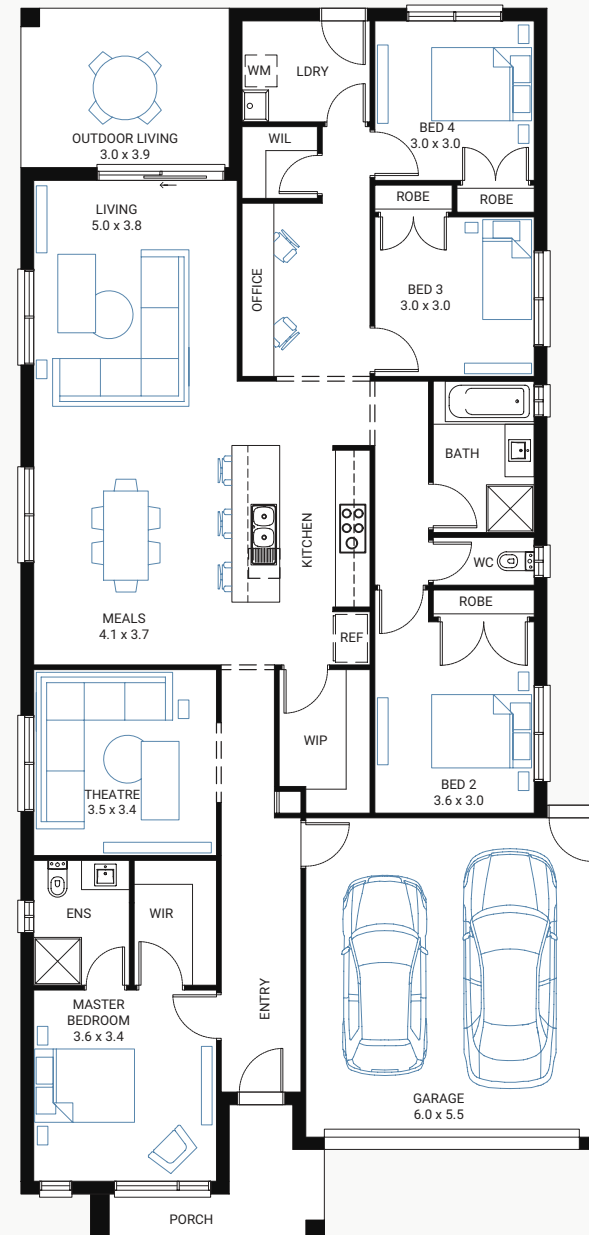 WM
LDRY
BED 4
3.0 x 3.0
OUTDOOR LIVING
3.0 x 3.9
WIL
ROBE
ROBE
LIVING
5.0 x 3.8
OFFICE
BED 3
3.0 x 3.0
BATH
KITCHEN
WC
ROBE
MEALS
4.1 x 3.7
REF
WIP
THEATRE
3.5 x 3.4
BED 2
3.6 x 3.0
ENS
WIR
MASTER
BEDROOM
3.6 x 3.4
ENTRY
GARAGE
6.0 x 5.5
PORCH